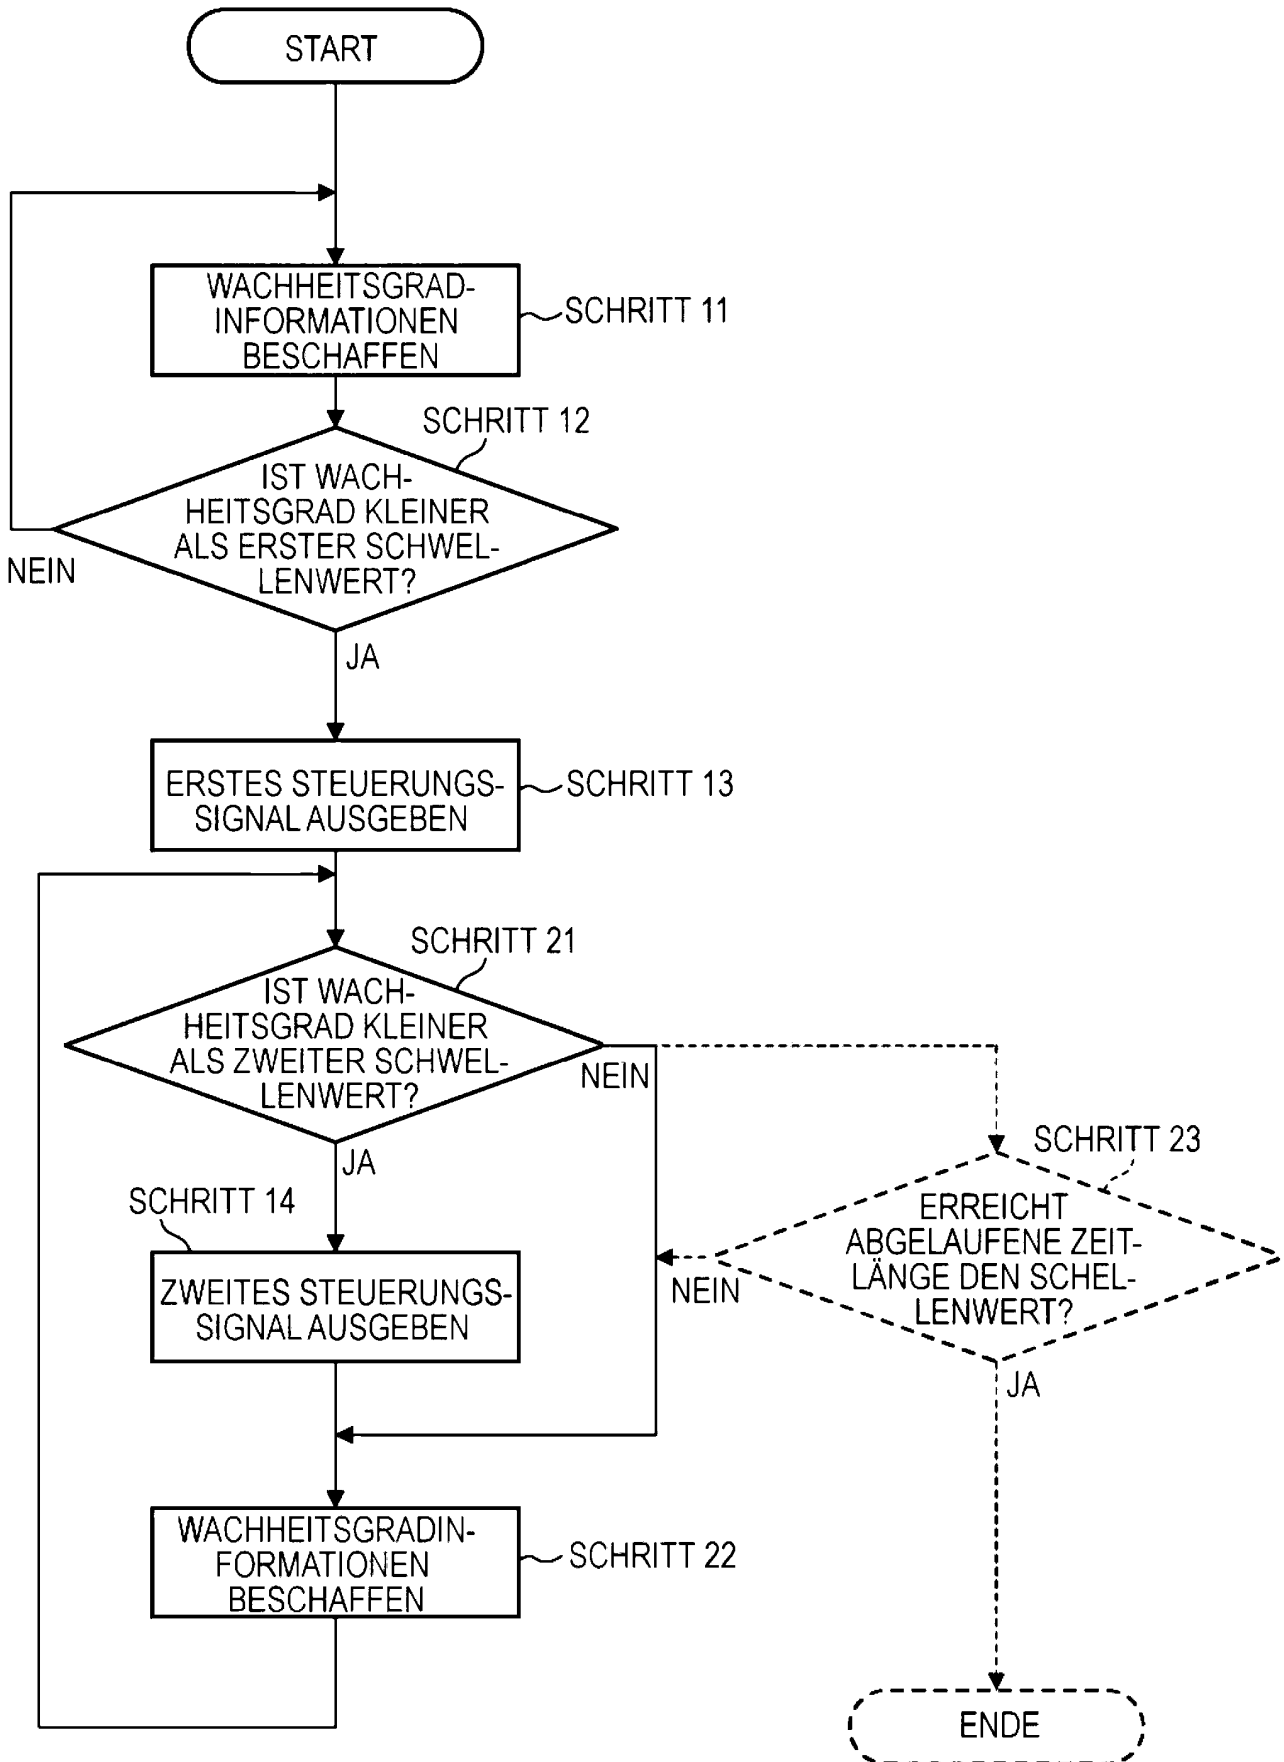 START
WACHHEITSGRAD-
INFORMATIONEN
BESCHAFFEN
SCHRITT 11
SCHRITT 12
IST WACH-
HEITSGRAD KLEINER
ALS ERSTER SCHWEL-
LENWERT?
NEIN
JA
ERSTES STEUERUNGS-
SIGNAL AUSGEBEN
SCHRITT 13
SCHRITT 21
IST WACH-
HEITSGRAD KLEINER
ALS ZWEITER SCHWEL-
LENWERT?
NEIN
JA
SCHRITT 23
ERREICHT
ABGELAUFENE ZEIT-
LÄNGE DEN SCHEL-
LENWERT?
NEIN
JA
SCHRITT 14
ZWEITES STEUERUNGS-
SIGNAL AUSGEBEN
WACHHEITSGRADIN-
FORMATIONEN
BESCHAFFEN
SCHRITT 22
ENDE